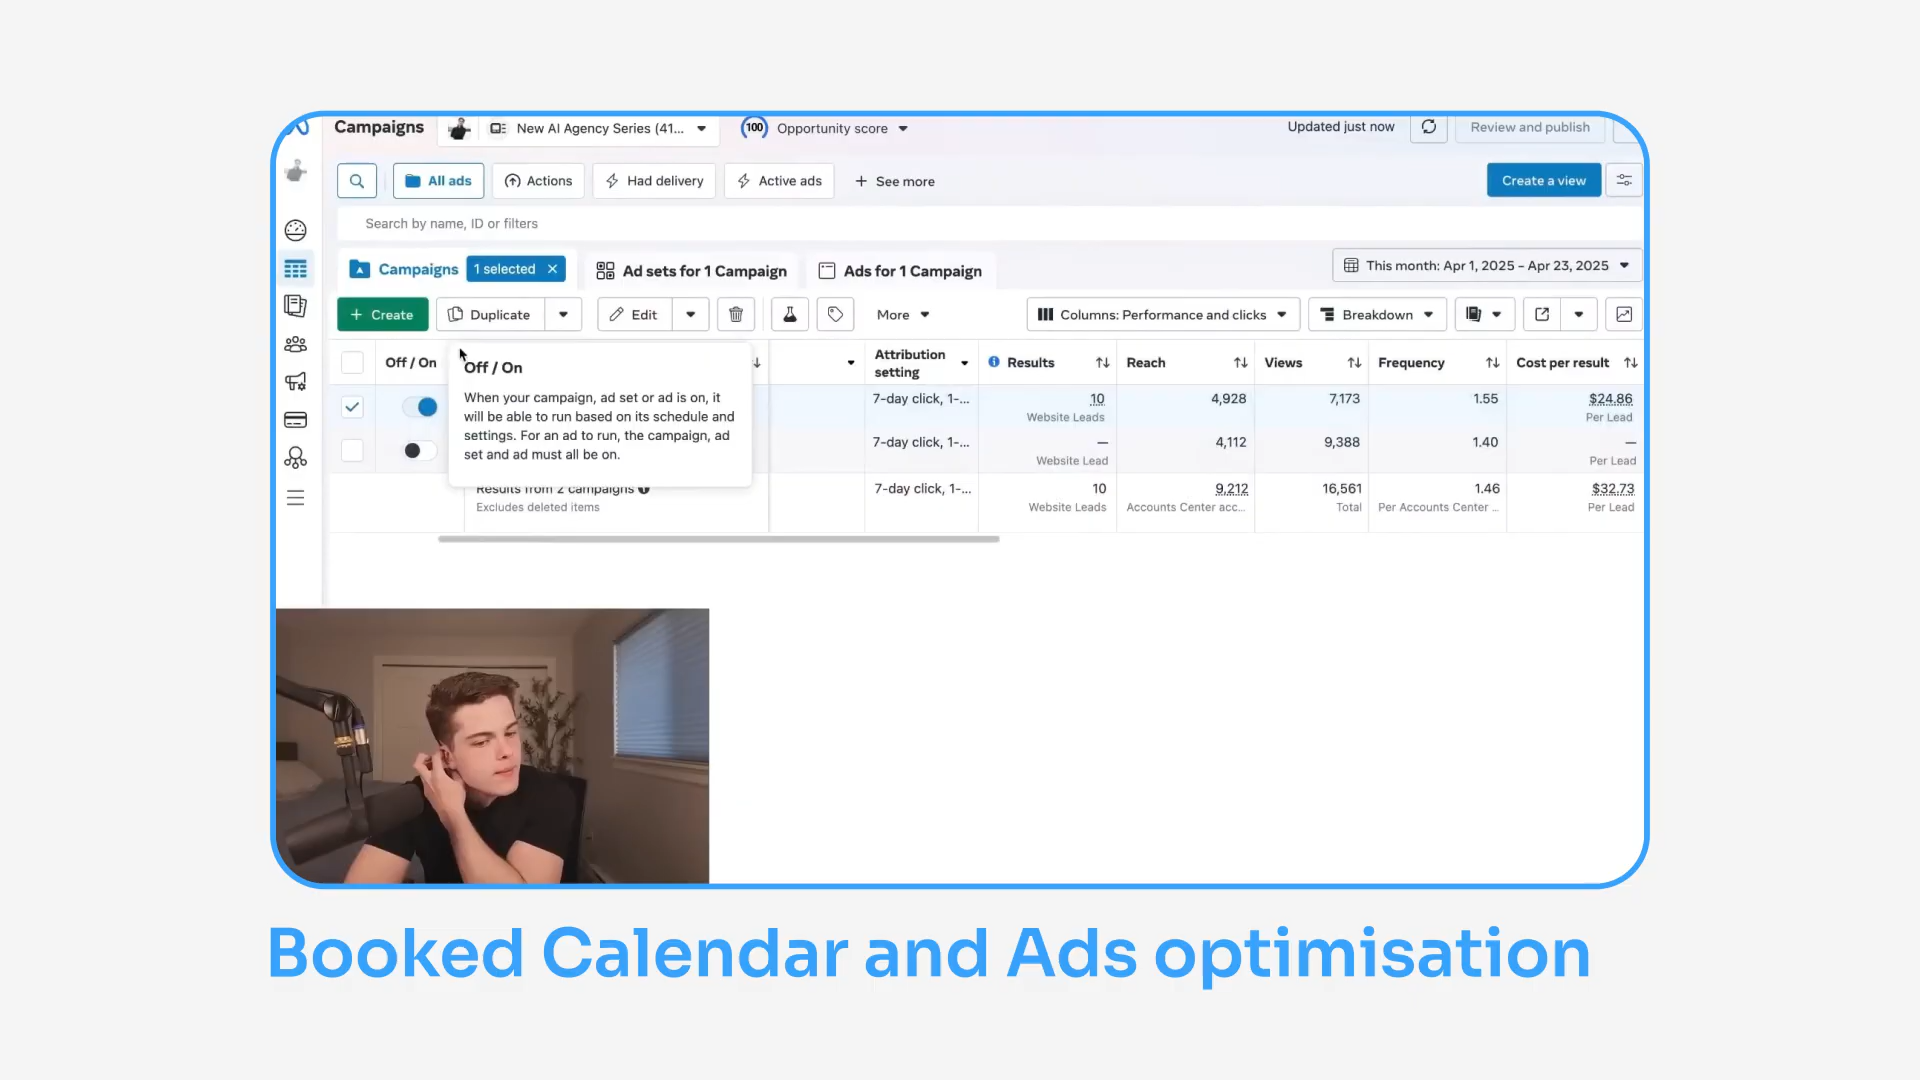 Campaigns
New AI Agency Series (41...
100 Opportunity score
Updated just now
Review and publish
All ads
Actions
Had delivery
Active ads
+ See more
Create a view
Search by name, ID or filters
Campaigns
1 selected
Ad sets for 1 Campaign
Ads for 1 Campaign
This month: Apr 1, 2025 – Apr 23, 2025
+ Create
Duplicate
Edit
More
Columns: Performance and clicks
Breakdown
Off / On
Attribution
setting
Results
Reach
Views
Frequency
Cost per result
Off / On
When your campaign, ad set or ad is on, it
will be able to run based on its schedule and
settings. For an ad to run, the campaign, ad
set and ad must all be on.
7-day click, 1-...
10
Website Leads
4,928
7,173
1.55
$24.86
Per Lead
7-day click, 1-...
—
Website Lead
4,112
9,388
1.40
—
Per Lead
Results from 2 campaigns
Excludes deleted items
7-day click, 1-...
10
Website Leads
9,212
Accounts Center acc...
16,561
Total
1.46
Per Accounts Center ...
$32.73
Per Lead
Booked Calendar and Ads optimisation